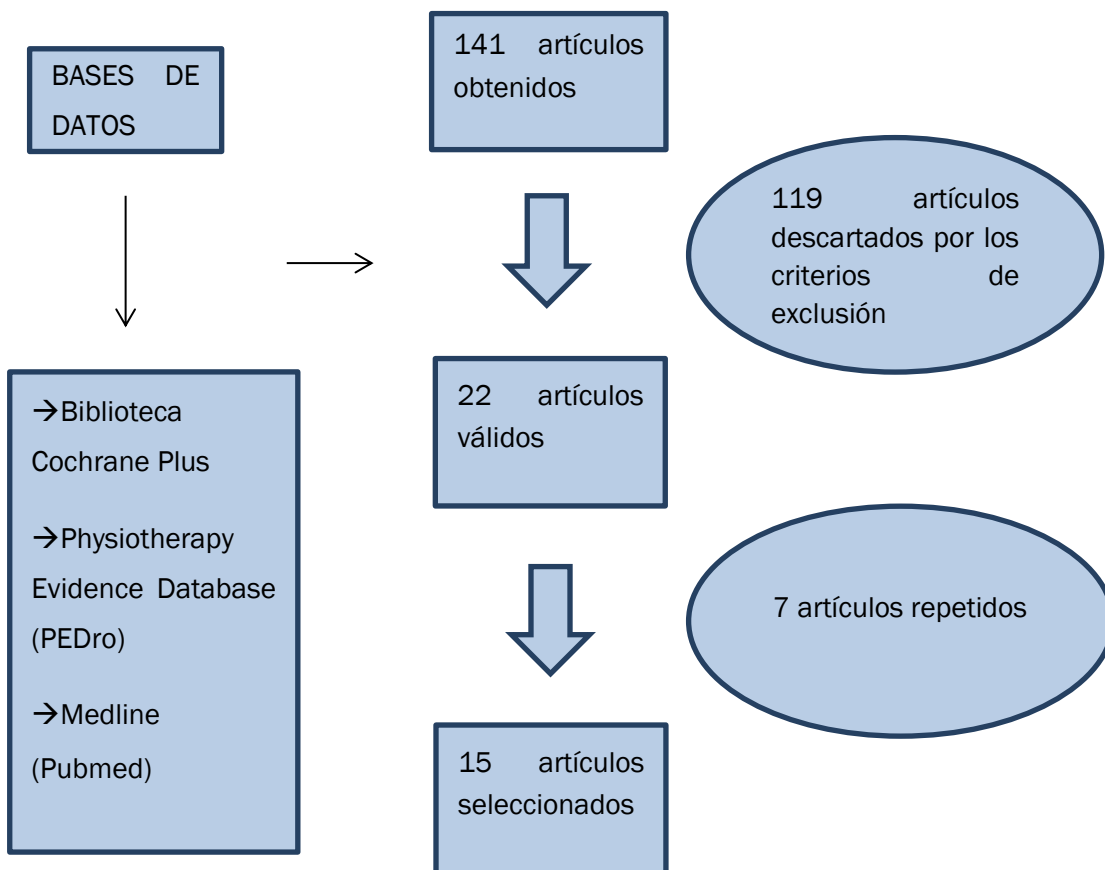 BASES DE
DATOS
→Biblioteca
Cochrane Plus
→Physiotherapy
Evidence Database
(PEDro)
→Medline
(Pubmed)
141 artículos
obtenidos
119 artículos
descartados por los
criterios de
exclusión
22 artículos
válidos
7 artículos repetidos
15 artículos
seleccionados